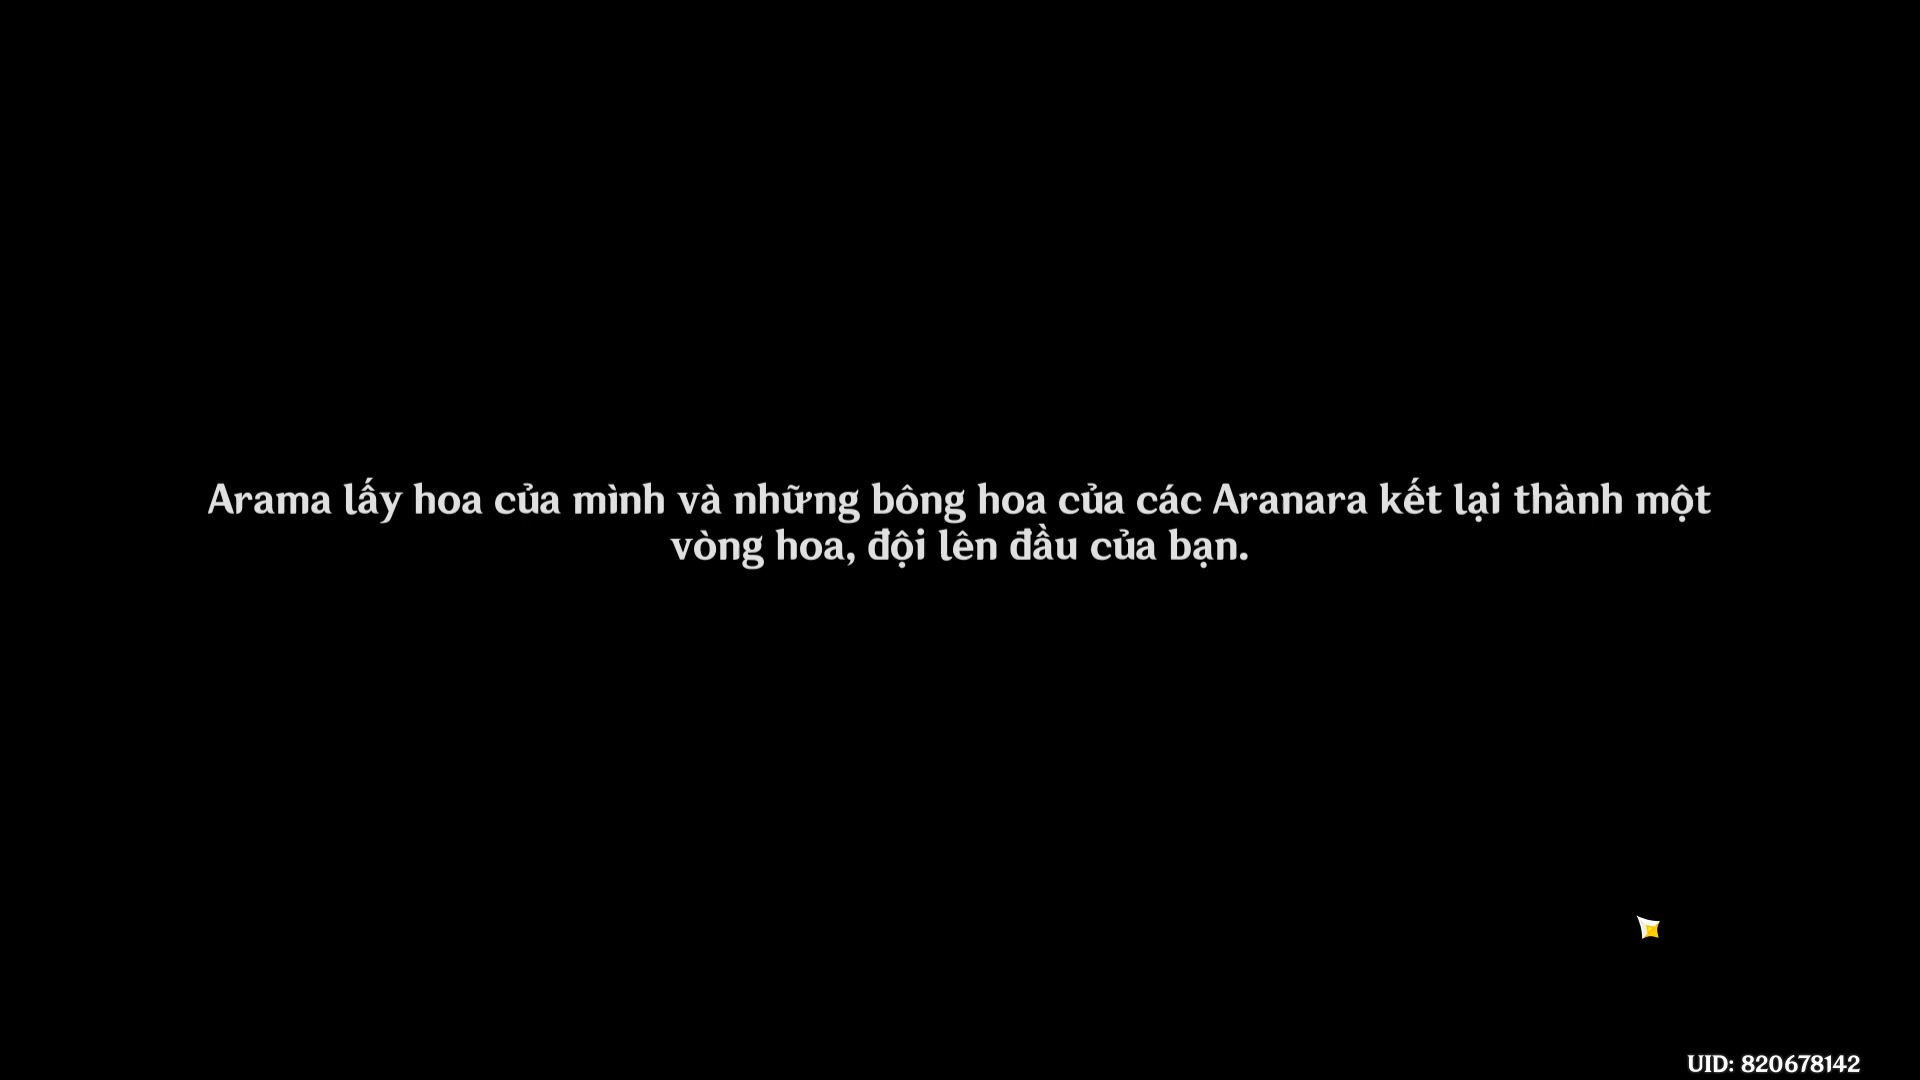 Arama lấy hoa của mình và những bông hoa của các Aranara kết lại thành một
vòng hoa, đội lên đầu của bạn.
UID: 820678142